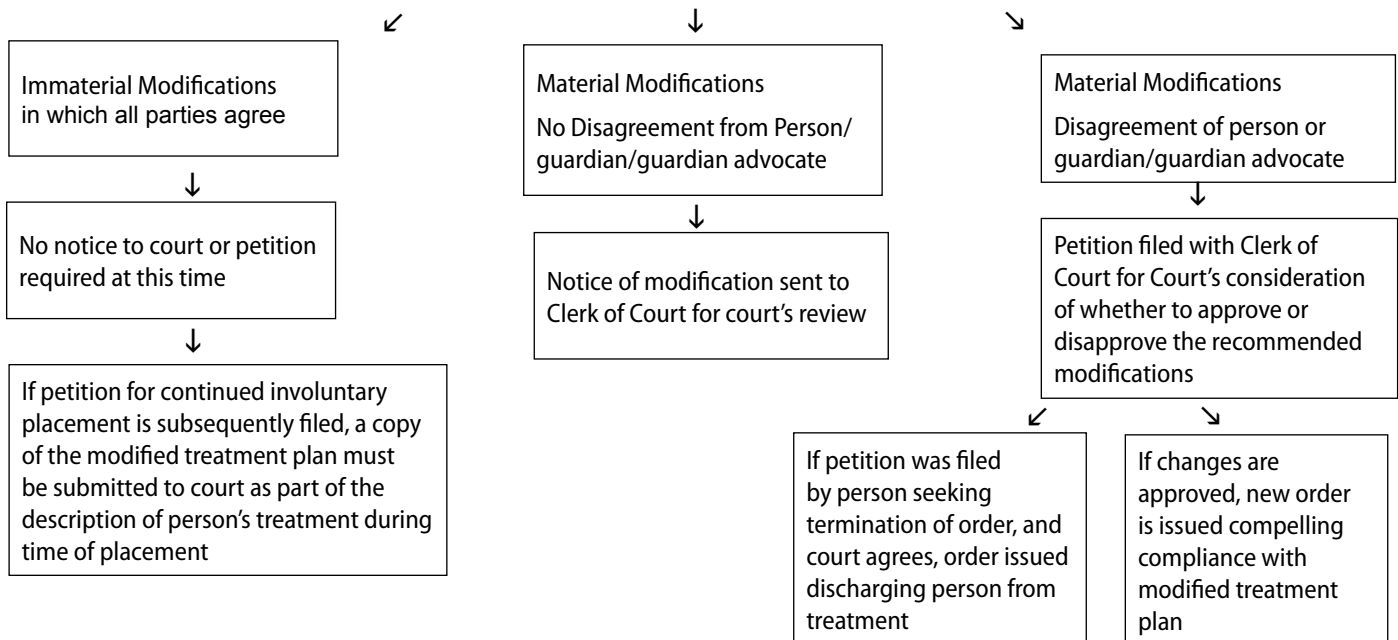 Immaterial Modifications
in which all parties agree
No notice to court or petition
required at this time
If petition for continued involuntary
placement is subsequently filed, a copy
of the modified treatment plan must
be submitted to court as part of the
description of person's treatment during
time of placement
Material Modifications
No Disagreement from Person/
guardian/guardian advocate
Notice of modification sent to
Clerk of Court for court's review
Material Modifications
Disagreement of person or
guardian/guardian advocate
Petition filed with Clerk of
Court for Court's consideration
of whether to approve or
disapprove the recommended
modifications
If petition was filed
by person seeking
termination of order, and
court agrees, order issued
discharging person from
treatment
If changes are
approved, new order
is issued compelling
compliance with
modified treatment
plan